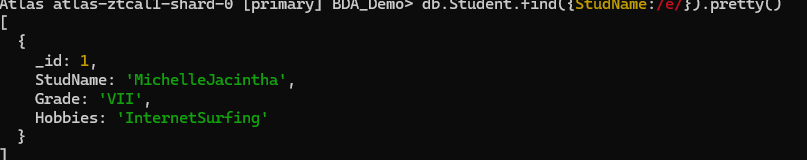 Atlas atlas-ztcall-shard-0 [primary] BDA_Demo> db.Student.find({StudName:/e/}).pretty()
[
  {
    _id: 1,
    StudName: 'MichelleJacintha',
    Grade: 'VII',
    Hobbies: 'InternetSurfing'
  }
]